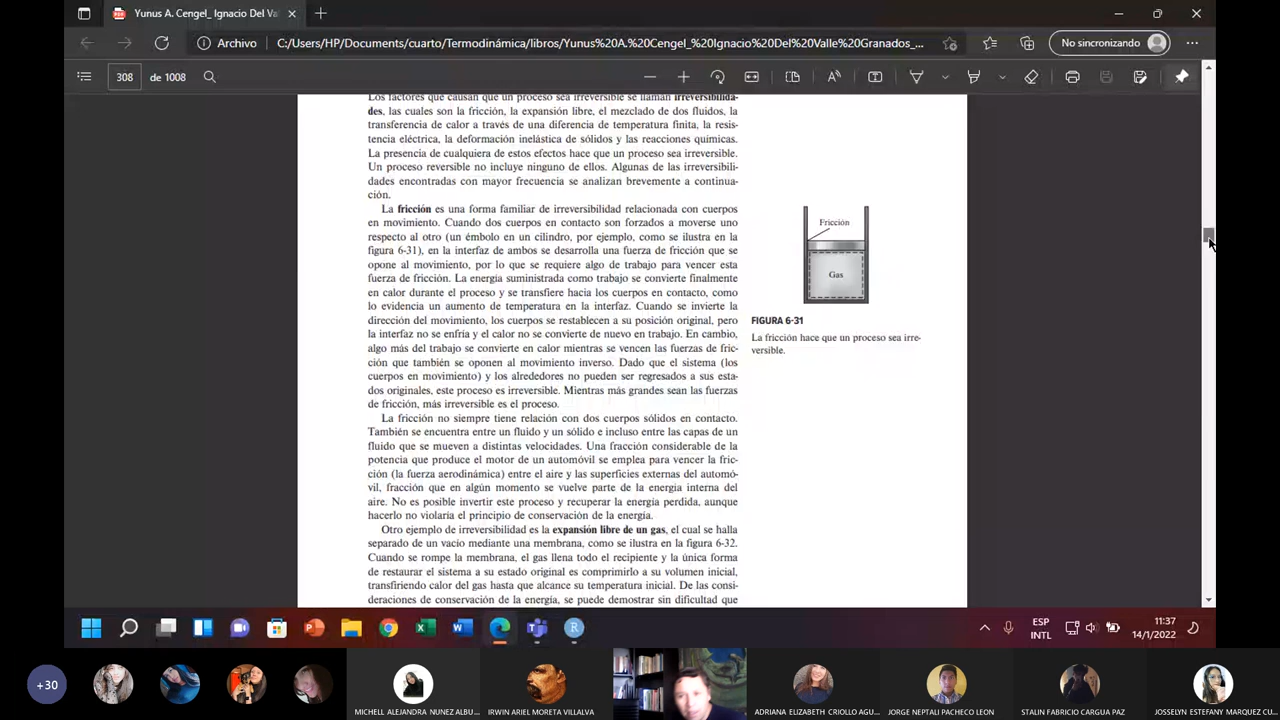 Yunus A. Cengel_ Ignacio Del Val
Archivo
C:/Users/HP/Documents/cuarto/Termodinámica/libros/Yunus%20A.%20Cengel_%20Ignacio%20Del%20Valle%20Granados_...
No sincronizando
308 de 1008
Los factores que causan que un proceso sea irreversible se llaman irreversibilida-
des, las cuales son la fricción, la expansión libre, el mezclado de dos fluidos, la
transferencia de calor a través de una diferencia de temperatura finita, la resis-
tencia eléctrica, la deformación inelástica de sólidos y las reacciones químicas.
La presencia de cualquiera de estos efectos hace que un proceso sea irreversible.
Un proceso reversible no incluye ninguno de ellos. Algunas de las irreversibili-
dades encontradas con mayor frecuencia se analizan brevemente a continua-
ción.
La fricción es una forma familiar de irreversibilidad relacionada con cuerpos
en movimiento. Cuando dos cuerpos en contacto son forzados a moverse uno
respecto al otro (un émbolo en un cilindro, por ejemplo, como se ilustra en la
figura 6-31), en la interfaz de ambos se desarrolla una fuerza de fricción que se
opone al movimiento, por lo que se requiere algo de trabajo para vencer esta
fuerza de fricción. La energía suministrada como trabajo se convierte finalmente
en calor durante el proceso y se transfiere hacia los cuerpos en contacto, como
lo evidencia un aumento de temperatura en la interfaz. Cuando se invierte la
dirección del movimiento, los cuerpos se restablecen a su posición original, pero
la interfaz no se enfría y el calor no se convierte de nuevo en trabajo. En cambio,
algo más del trabajo se convierte en calor mientras se vencen las fuerzas de fric-
ción que también se oponen al movimiento inverso. Dado que el sistema (los
cuerpos en movimiento) y los alrededores no pueden ser regresados a sus esta-
dos originales, este proceso es irreversible. Mientras más grandes sean las fuerzas
de fricción, más irreversible es el proceso.
La fricción no siempre tiene relación con dos cuerpos sólidos en contacto.
También se encuentra entre un fluido y un sólido e incluso entre las capas de un
fluido que se mueven a distintas velocidades. Una fracción considerable de la
potencia que produce el motor de un automóvil se emplea para vencer la fric-
ción (la fuerza aerodinámica) entre el aire y las superficies externas del automó-
vil, fracción que en algún momento se vuelve parte de la energía interna del
aire. No es posible invertir este proceso y recuperar la energía perdida, aunque
hacerlo no violaría el principio de conservación de la energía.
Otro ejemplo de irreversibilidad es la expansión libre de un gas, el cual se halla
separado de un vacío mediante una membrana, como se ilustra en la figura 6-32.
Cuando se rompe la membrana, el gas llena todo el recipiente y la única forma
de restaurar el sistema a su estado original es comprimirlo a su volumen inicial,
transfiriendo calor del gas hasta que alcance su temperatura inicial. De las consi-
deraciones de conservación de la energía, se puede demostrar sin dificultad que
Fricción
Gas
FIGURA 6-31
La fricción hace que un proceso sea irre-
versible.
ESP
INTL
11:37
14/1/2022
+30
MICHELL ALEJANDRA NUNEZ ALBU...
IRWIN ARIEL MORETA VILLALVA
ADRIANA ELIZABETH CRIOLLO AGU...
JORGE NEPTALI PACHECO LEON
STALIN FABRICIO CARGUA PAZ
JOSSELYN ESTEFANY MARQUEZ CU...